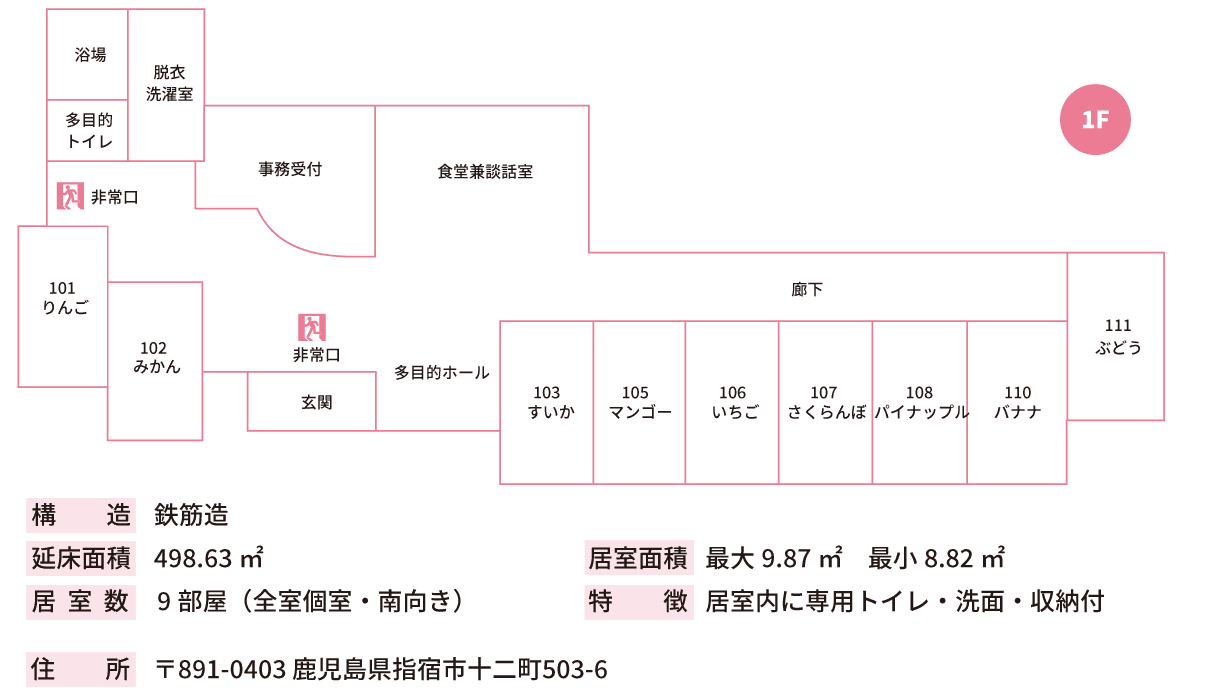 浴場
脱衣
洗濯室
多目的
トイレ
1F
事務受付
食堂兼談話室
非常口
101
りんご
102
みかん
廊下
非常口
多目的ホール
玄関
103
すいか
105
マンゴー
106
いちご
107
さくらんぼ
108
パイナップル
110
バナナ
111
ぶどう
構　　造　鉄筋造
延床面積　498.63 ㎡
居室面積　最大 9.87 ㎡　最小 8.82 ㎡
居 室 数　9 部屋（全室個室・南向き）
特　　徴　居室内に専用トイレ・洗面・収納付
住　　所　〒891-0403 鹿児島県指宿市十二町503-6